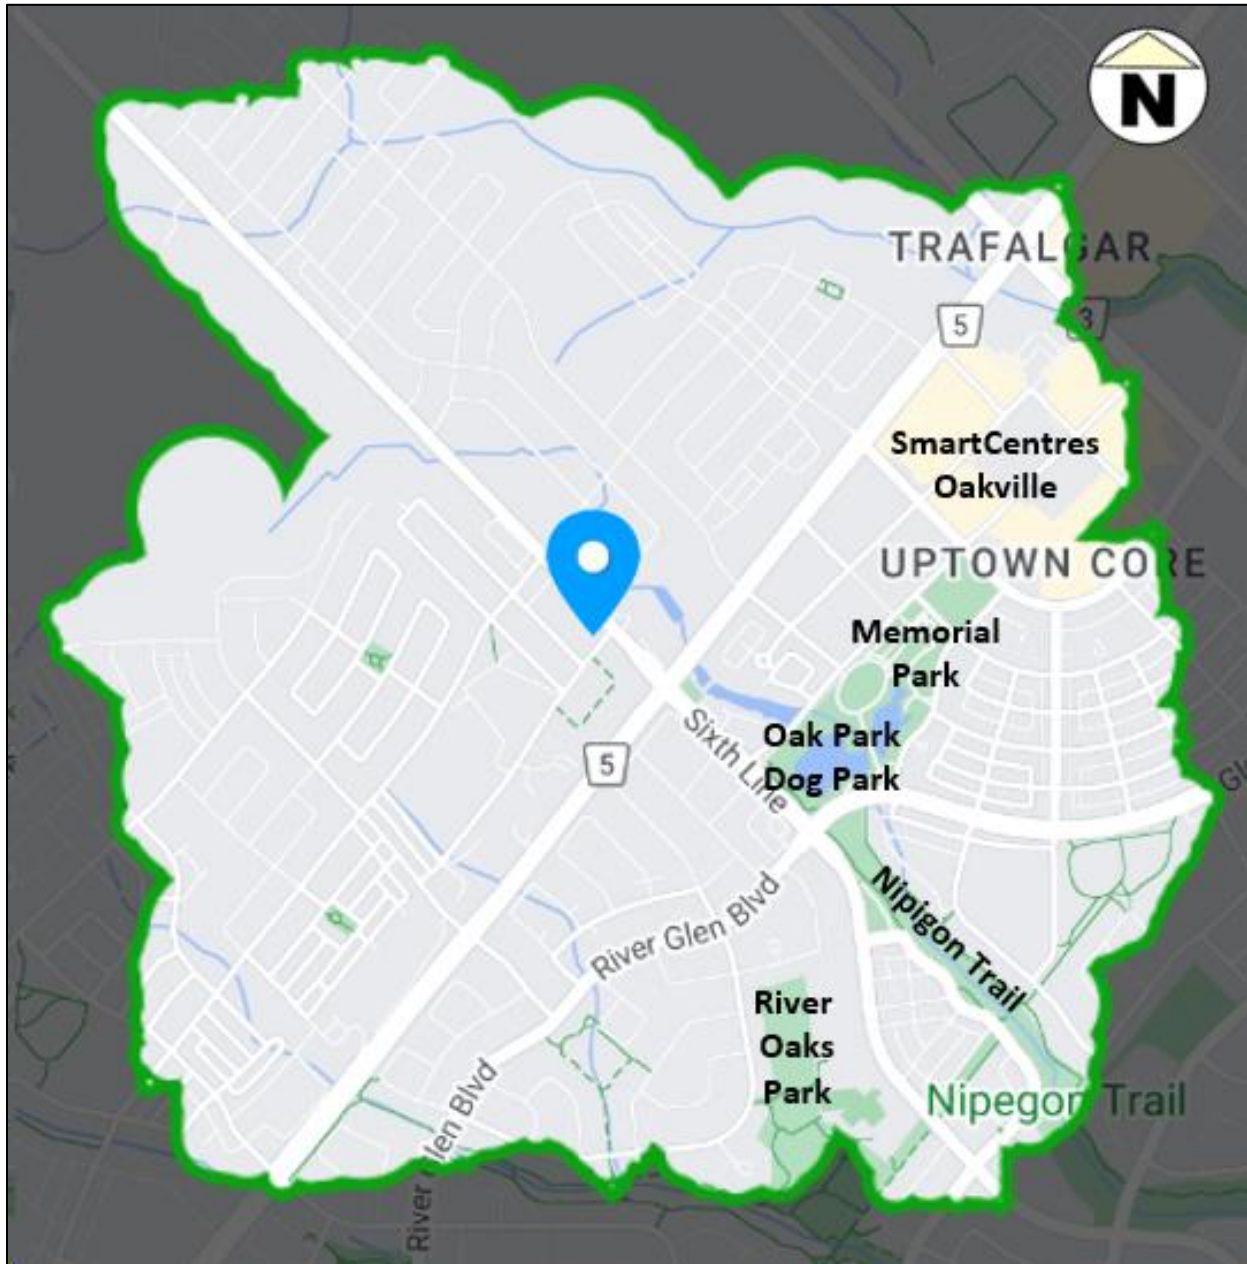 N
TRAFALGAR
5
3
SmartCentres
Oakville
UPTOWN CORE
Memorial
Park
Sixth Line
Oak Park
Dog Park
5
River Glen Blvd
Nipigon Trail
River
Oaks
Park
River Glen Blvd
Nipegon Trail